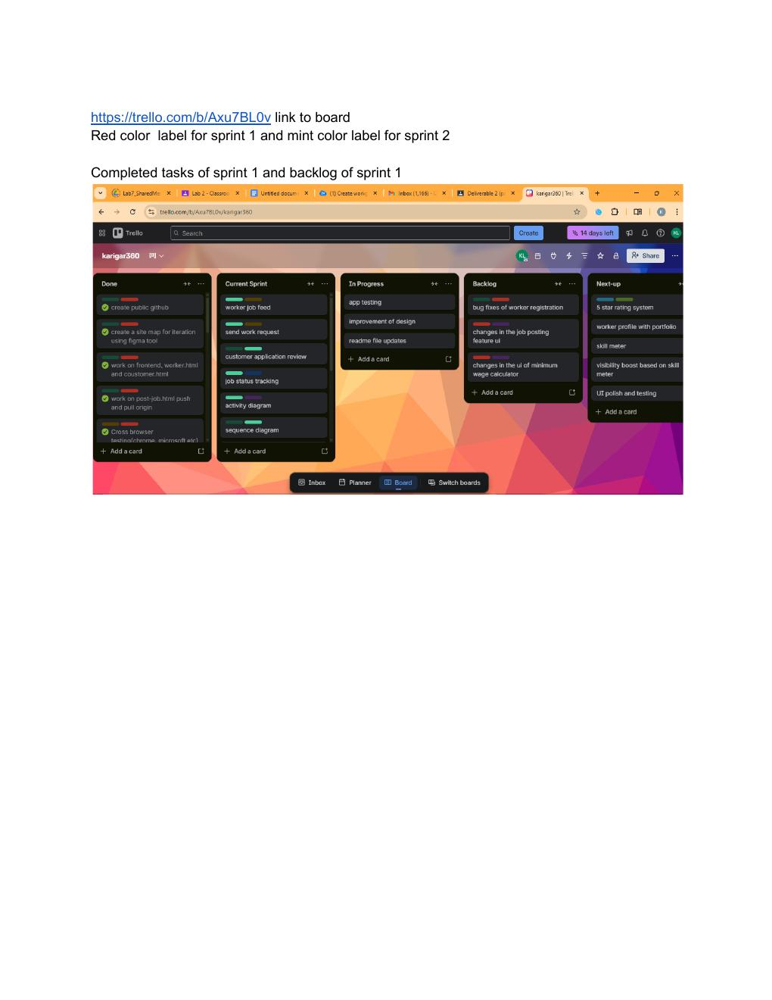 https://trello.com/b/Axu7BL0v link to board
Red color  label for sprint 1 and mint color label for sprint 2
Completed tasks of sprint 1 and backlog of sprint 1
Lab7_SharedMe
Lab 2 - Classroo
Untitled docum
(1) Create work
Inbox (1,166) -
Deliverable 2 (p
karigar360 | Trel
trello.com/b/Axu7BL0v/karigar360
Trello
Search
Create
14 days left
KL
karigar360
KL
Share
Done
create public github
create a site map for iteration
using figma tool
work on frontend, worker.html
and coustomer.html
work on post-job.html push
and pull origin
Cross browser
testing(chrome, microsoft etc)
Add a card
Current Sprint
worker job feed
send work request
customer application review
job status tracking
activity diagram
sequence diagram
Add a card
In Progress
app testing
improvement of design
readme file updates
Add a card
Backlog
bug fixes of worker registration
changes in the job posting
feature ui
changes in the ui of minimum
wage calculator
Add a card
Next-up
5 star rating system
worker profile with portfolio
skill meter
visibility boost based on skill
meter
UI polish and testing
Add a card
Inbox
Planner
Board
Switch boards